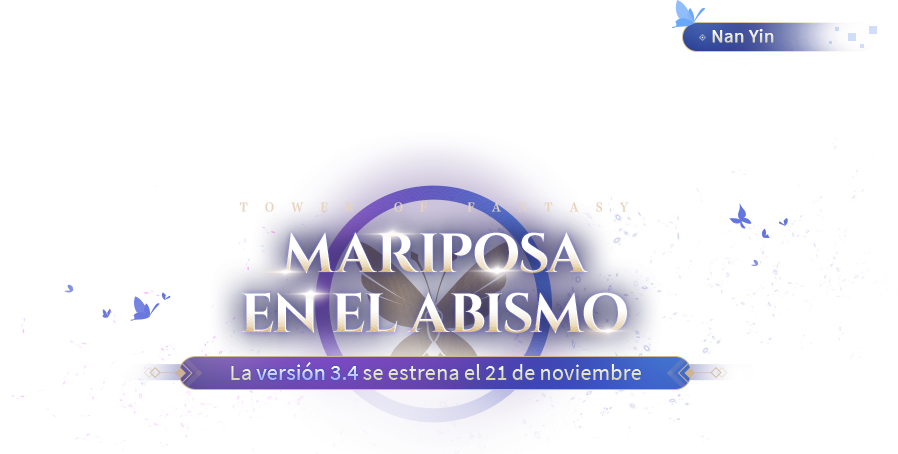 Nan Yin
TOWER OF FANTASY
MARIPOSA
EN EL ABISMO
La versión 3.4 se estrena el 21 de noviembre